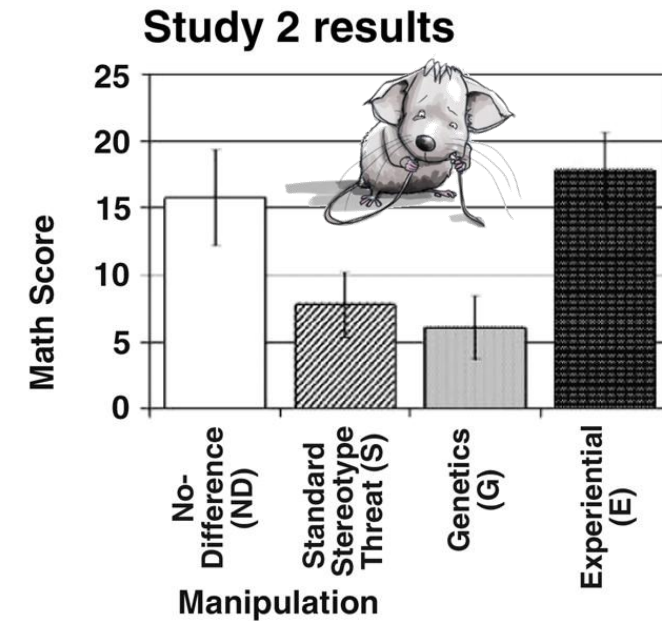 Study 2 results
25
20
15
10
5
0
Math Score
No-
Difference
(ND)
Standard
Stereotype
Threat (S)
Genetics
(G)
Experiential
(E)
Manipulation